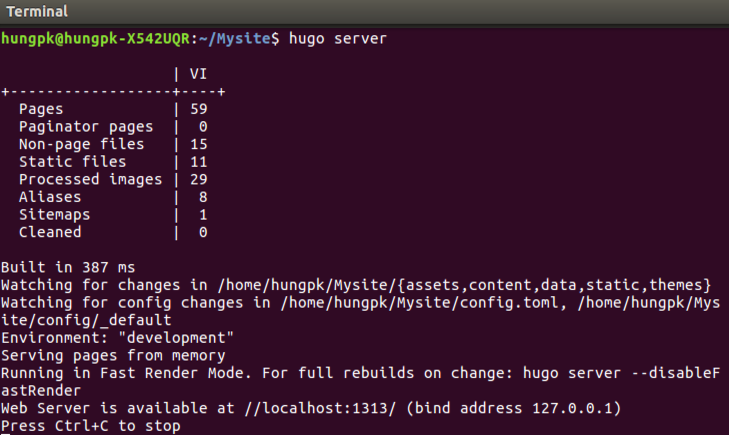 Terminal
hungpk@hungpk-X542UQR:~/Mysite$ hugo server
                   | VI
+------------------+----+
  Pages            | 59
  Paginator pages  |  0
  Non-page files   | 15
  Static files     | 11
  Processed images | 29
  Aliases          |  8
  Sitemaps         |  1
  Cleaned          |  0
Built in 387 ms
Watching for changes in /home/hungpk/Mysite/{assets,content,data,static,themes}
Watching for config changes in /home/hungpk/Mysite/config.toml, /home/hungpk/Mys
ite/config/_default
Environment: "development"
Serving pages from memory
Running in Fast Render Mode. For full rebuilds on change: hugo server --disableF
astRender
Web Server is available at //localhost:1313/ (bind address 127.0.0.1)
Press Ctrl+C to stop